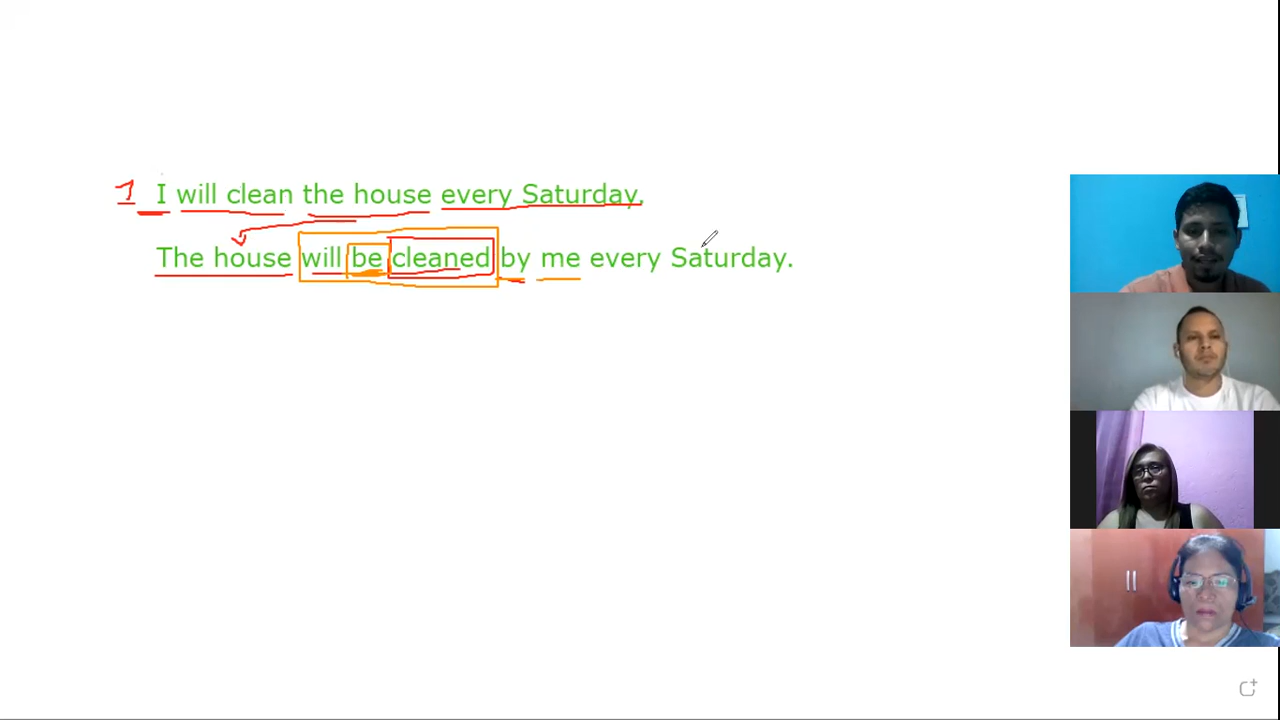 1 I will clean the house every Saturday.
The house will be cleaned by me every Saturday.